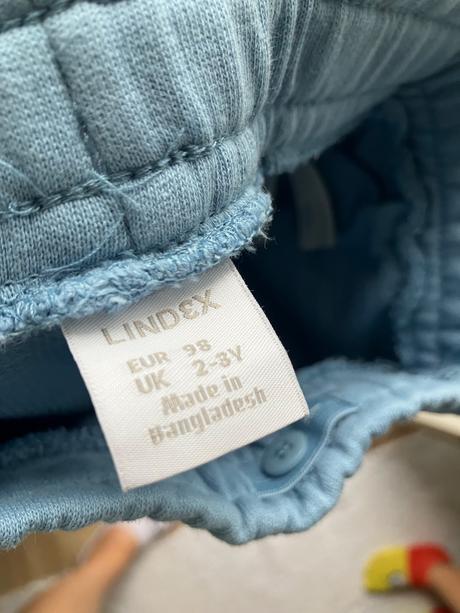 LINDEX
EUR 98
UK 2-3Y
Made in
Bangladesh